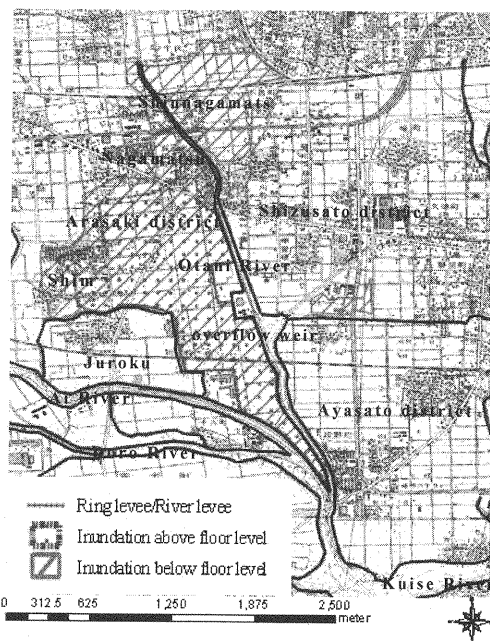 Shinnagamats
Nagamatsu
Arasaki district
Shizusato district
Otani River
Shim
overflow weir
Juroku
Ai River
Ayasato district
Kuro River
Ring levee/River levee
Inundation above floor level
Inundation below floor level
Kuise River
0 312.5 625 1,250 1,875 2,500
meter